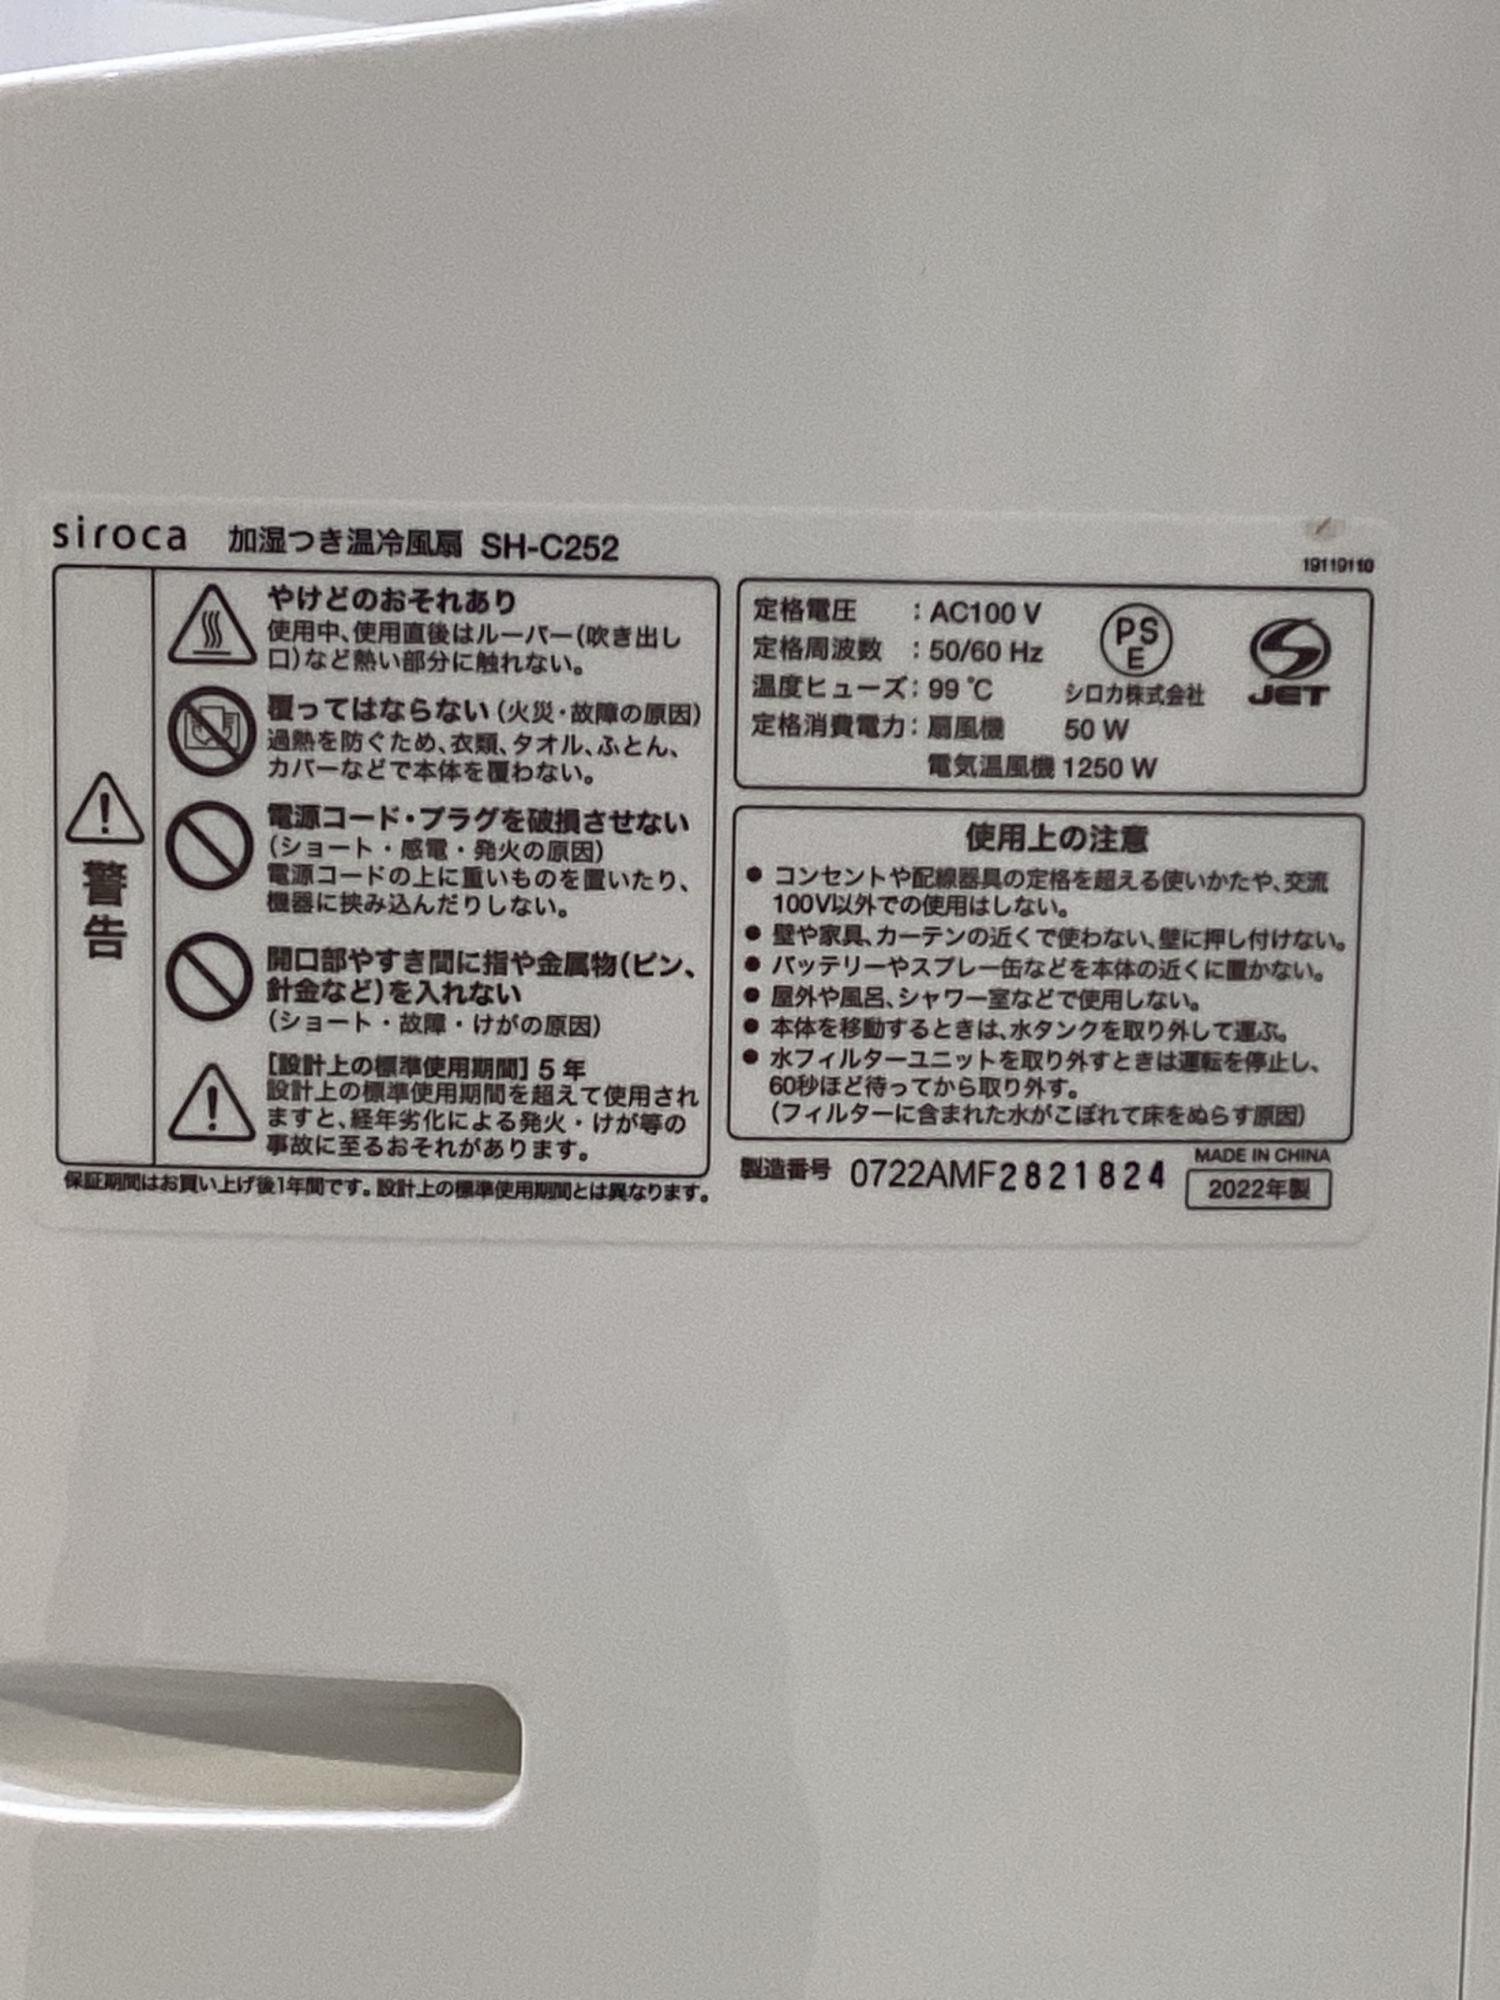 siroca 加湿つき温冷風扇 SH-C252
19119110
警告
やけどのおそれあり
使用中、使用直後はルーバー(吹き出し
口)など熱い部分に触れない。
覆ってはならない(火災・故障の原因)
過熱を防ぐため、衣類、タオル、ふとん、
カバーなどで本体を覆わない。
電源コード・プラグを破損させない
(ショート・感電・発火の原因)
電源コードの上に重いものを置いたり、
機器に挟み込んだりしない。
開口部やすき間に指や金属物(ピン、
針金など)を入れない
(ショート・故障・けがの原因)
[設計上の標準使用期間] 5 年
設計上の標準使用期間を超えて使用され
ますと、経年劣化による発火・けが等の
事故に至るおそれがあります。
保証期間はお買い上げ後1年間です。設計上の標準使用期間とは異なります。
定格電圧 : AC100 V
定格周波数 : 50/60 Hz
温度ヒューズ : 99 ℃
定格消費電力 : 扇風機 50 W
電気温風機 1250 W
PS
E
シロカ株式会社
JET
使用上の注意
● コンセントや配線器具の定格を超える使いかたや、交流
100V以外での使用はしない。
● 壁や家具、カーテンの近くで使わない、壁に押し付けない。
● バッテリーやスプレー缶などを本体の近くに置かない。
● 屋外や風呂、シャワー室などで使用しない。
● 本体を移動するときは、水タンクを取り外して運ぶ。
● 水フィルターユニットを取り外すときは運転を停止し、
60秒ほど待ってから取り外す。
(フィルターに含まれた水がこぼれて床をぬらす原因)
製造番号 0722AMF2821824
MADE IN CHINA
2022年製